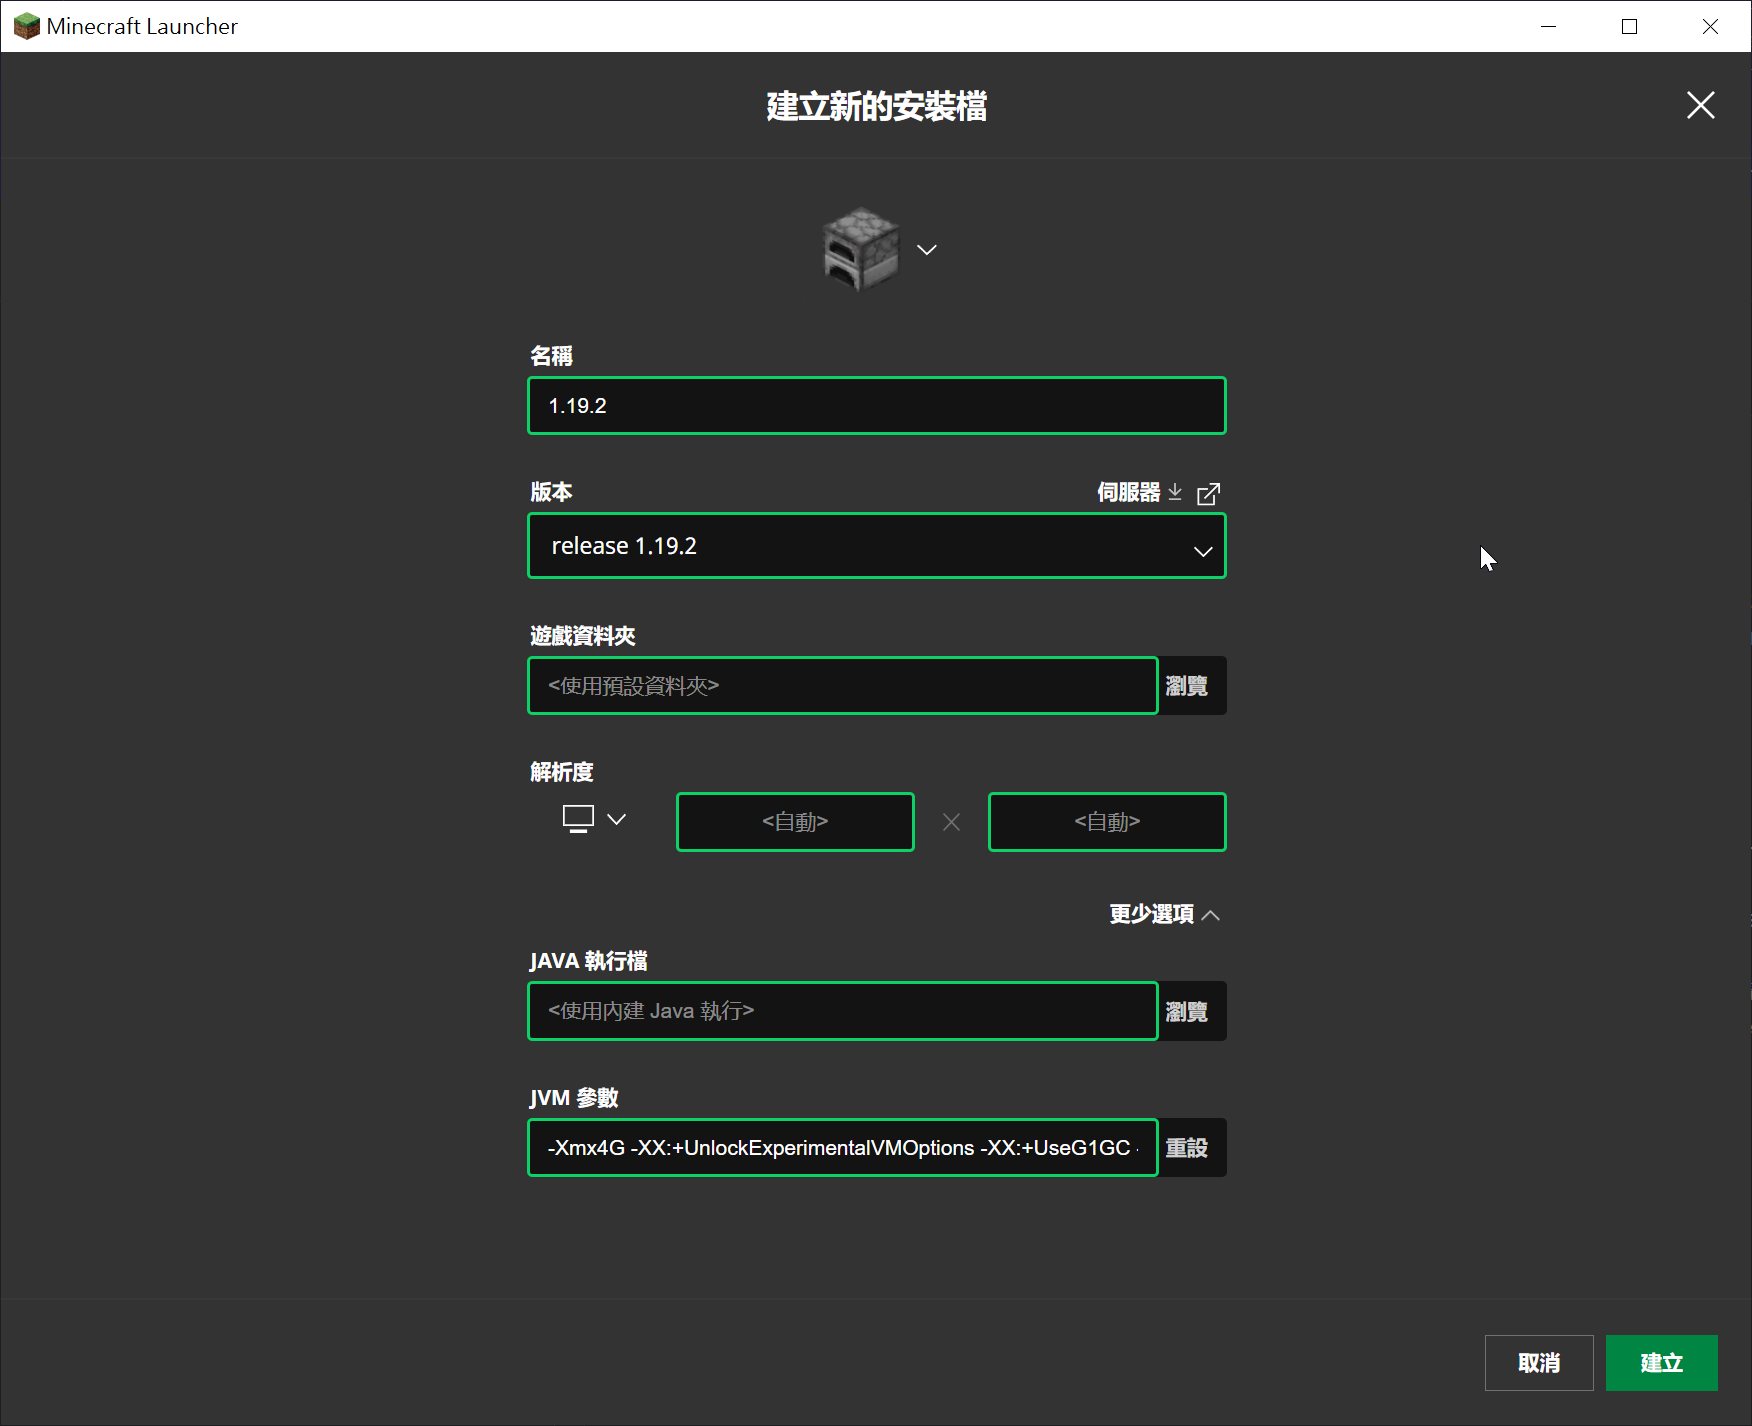 Minecraft Launcher
建立新的安裝檔
名稱
1.19.2
版本
伺服器
release 1.19.2
遊戲資料夾
<使用預設資料夾>
瀏覽
解析度
<自動>
<自動>
更少選項
JAVA 執行檔
<使用內建 Java 執行>
瀏覽
JVM 參數
-Xmx4G -XX:+UnlockExperimentalVMOptions -XX:+UseG1GC -
重設
取消
建立